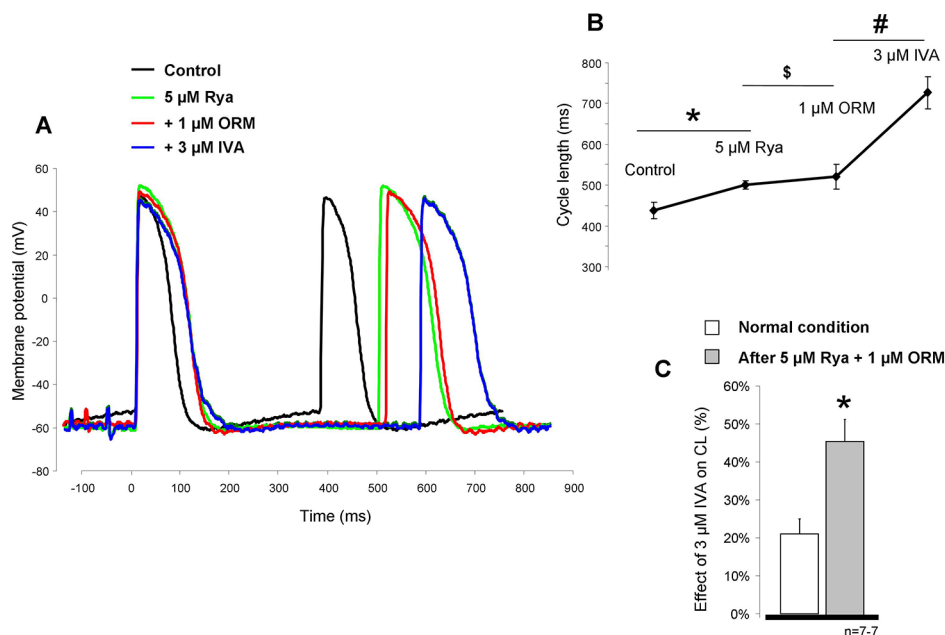 A
Control
5 µM Rya
+ 1 µM ORM
+ 3 µM IVA
Membrane potential (mV)
60
40
20
0
-20
-40
-60
-80
-100
0
100
200
300
400
500
600
700
800
900
Time (ms)
B
Cycle length (ms)
800
700
600
500
400
300
Control
*
5 µM Rya
$
1 µM ORM
#
3 µM IVA
Normal condition
After 5 µM Rya + 1 µM ORM
C
Effect of 3 µM IVA on CL (%)
60%
50%
40%
30%
20%
10%
0%
*
n=7-7